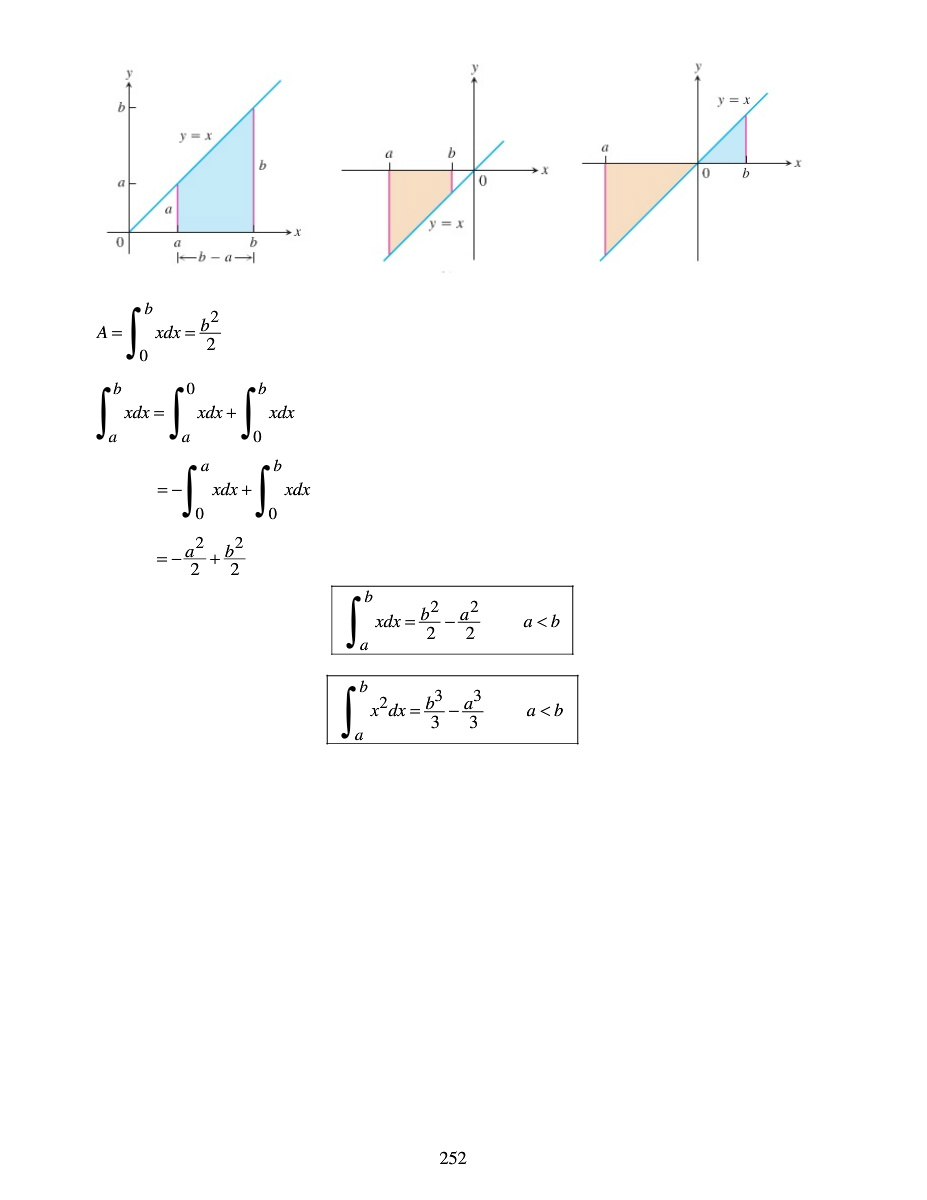 y
b
y = x
b
a
a
0 a b x
b − a
y
a b
x
0
y = x
y
y = x
a
x
0 b
A = ∫₀ᵇ xdx = b²/2
∫ₐᵇ xdx = ∫ₐ⁰ xdx + ∫₀ᵇ xdx
= −∫₀ᵃ xdx + ∫₀ᵇ xdx
= −a²/2 + b²/2
∫ₐᵇ xdx = b²/2 − a²/2 a < b
∫ₐᵇ x²dx = b³/3 − a³/3 a < b
252